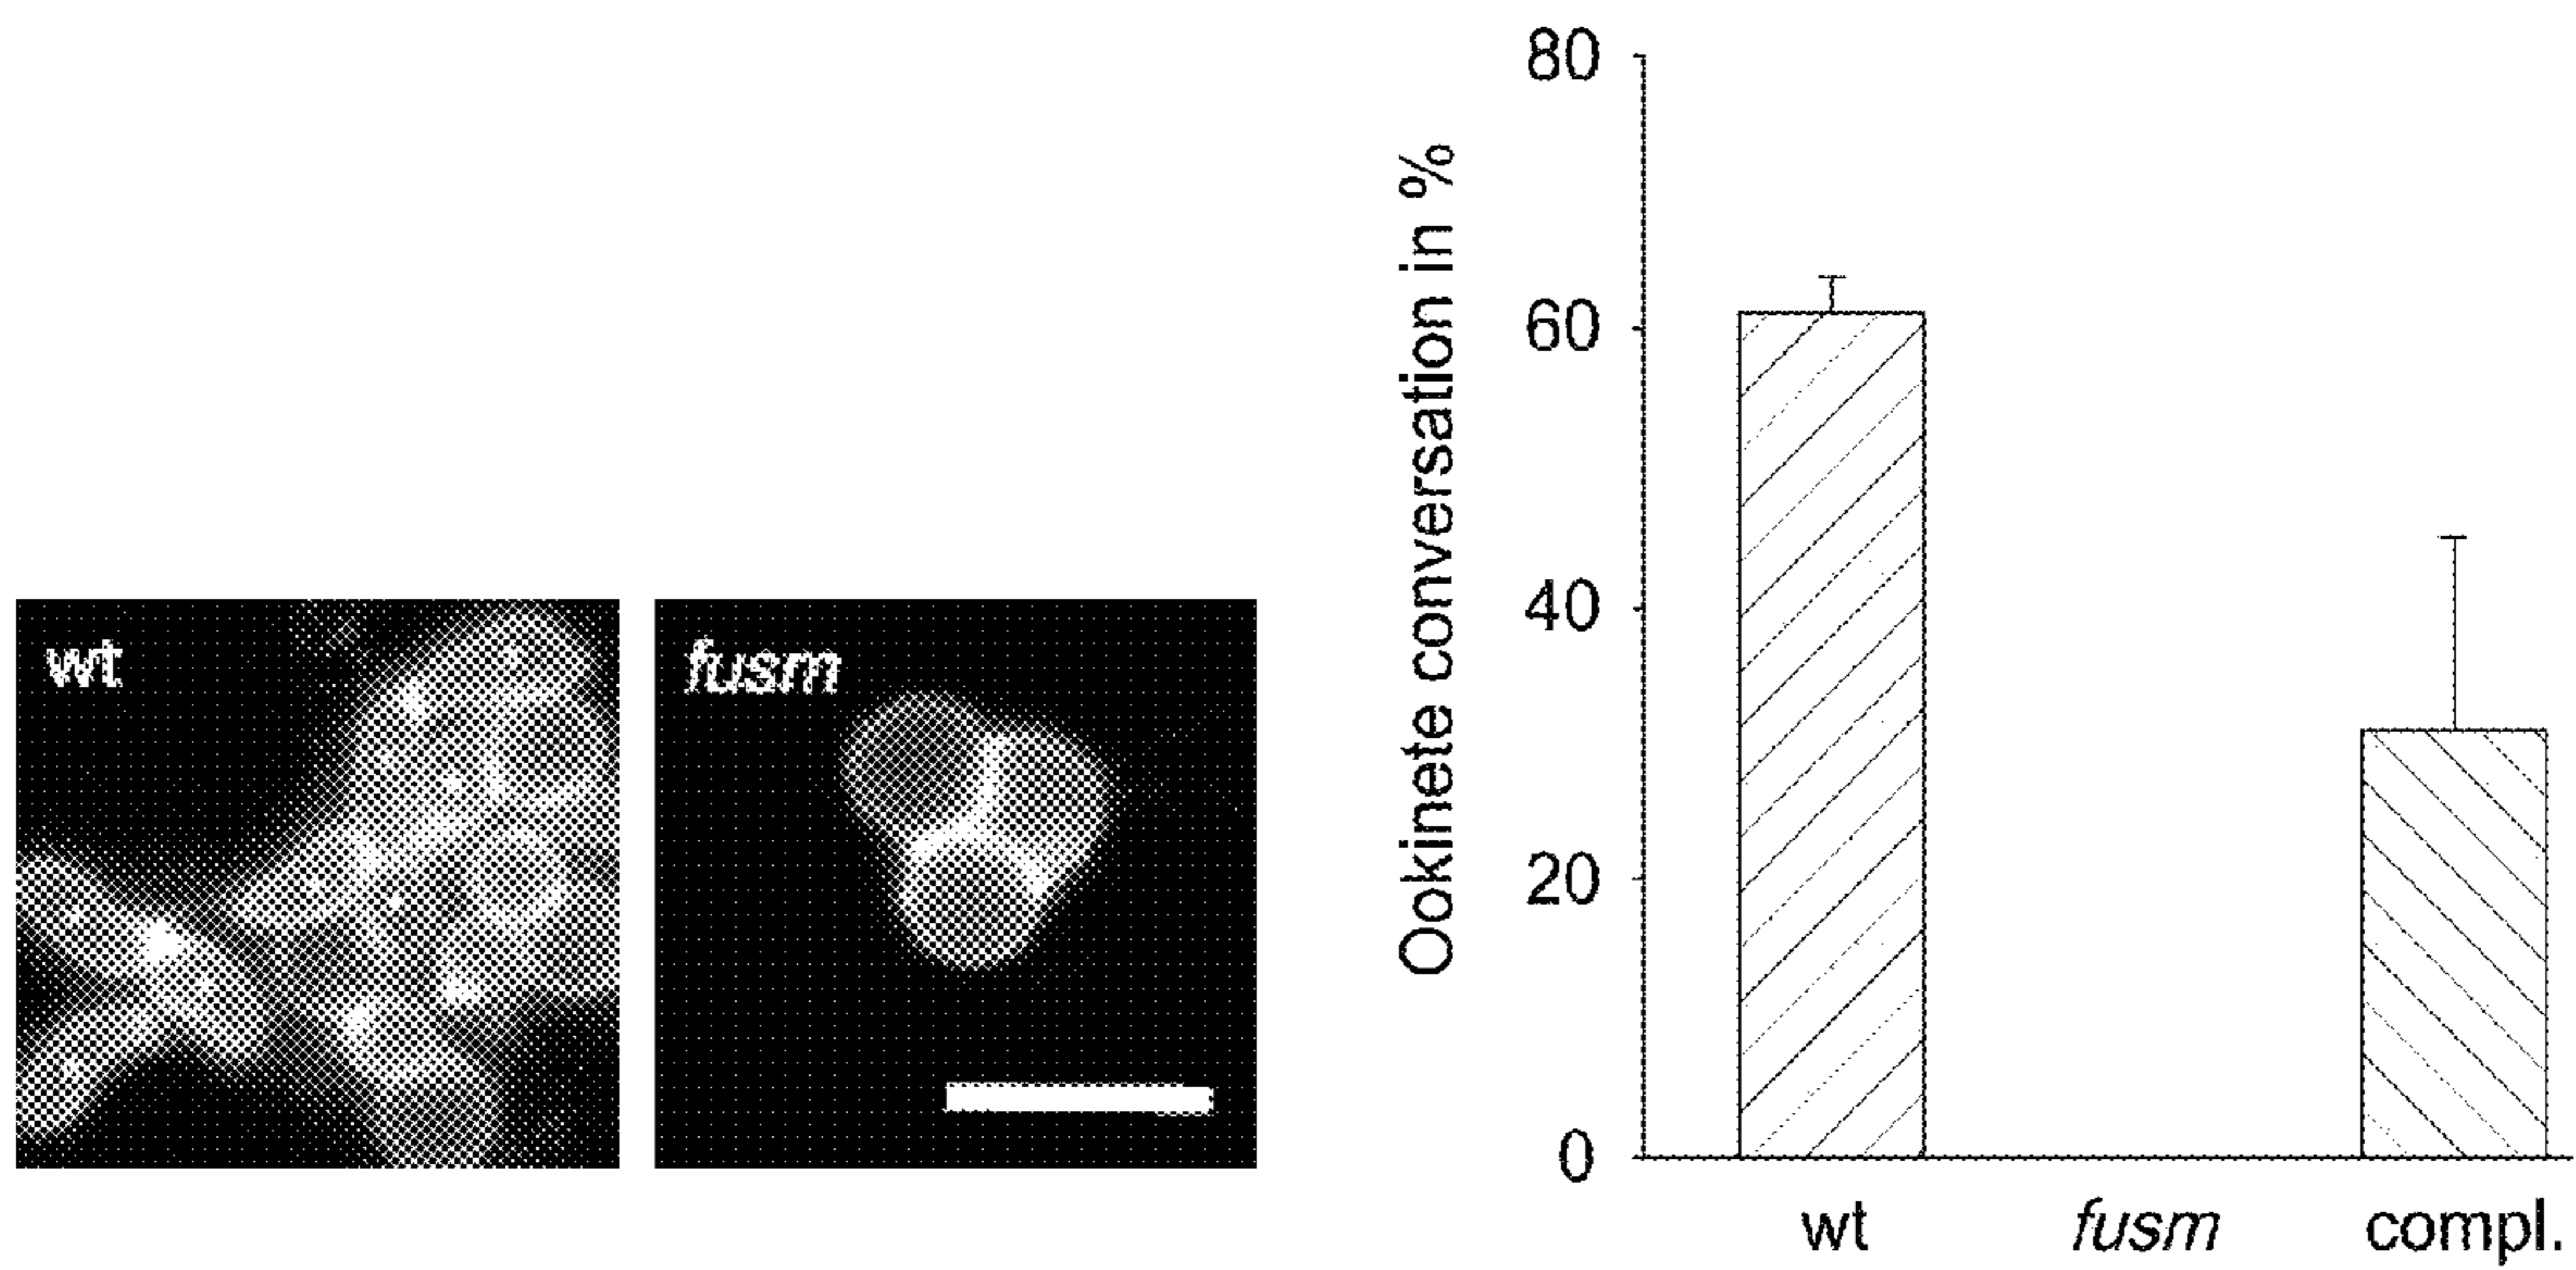 wt
fusm
Ookinete conversation in %
80
60
40
20
0
wt fusm compl.